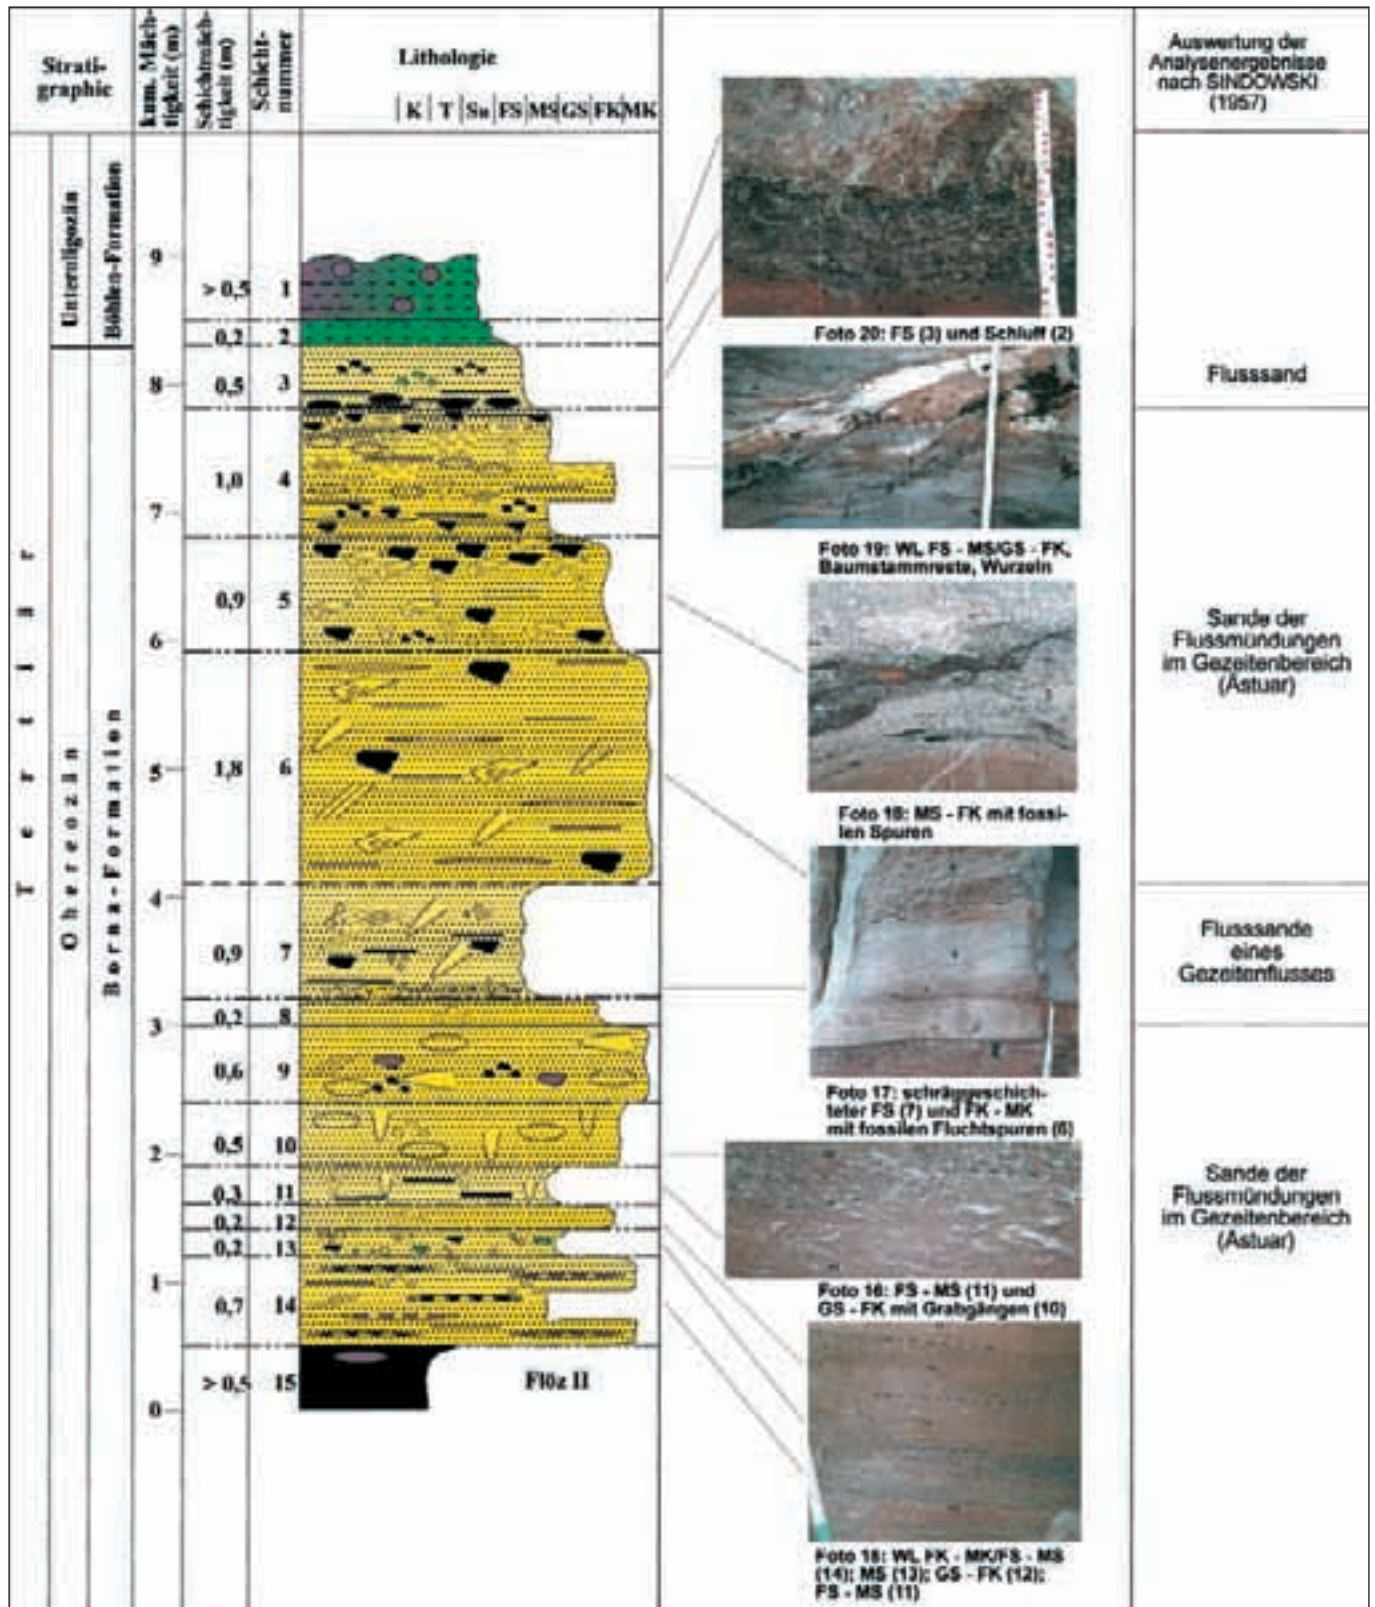 Strati-
graphie
kum. Mäch-
tigkeit (m)
Schichtmäch-
tigkeit (m)
Schicht-
nummer
Lithologie
K T Su FS MS GS FK MK
Auswertung der
Analysenergebnisse
nach SINDOWSKI
(1957)
Tertiär
Unteroligozän
Böhlen-Formation
Obereozän
Borna-Formation
9
8
7
6
5
4
3
2
1
0
> 0,5 1
0,2 2
0,5 3
1,0 4
0,9 5
1,8 6
0,9 7
0,2 8
0,6 9
0,5 10
0,3 11
0,2 12
0,2 13
0,7 14
> 0,5 15
Flöz II
Foto 20: FS (3) und Schluff (2)
Foto 19: WL FS - MS/GS - FK,
Baumstammreste, Wurzeln
Foto 18: MS - FK mit fossi-
len Spuren
Foto 17: schräggeschich-
teter FS (7) und FK - MK
mit fossilen Fluchtspuren (6)
Foto 16: FS - MS (11) und
GS - FK mit Grabgängen (10)
WL FK - MK/FS - MS
(14); MS (13); GS - FK (12);
FS - MS (11)
Flusssand
Sande der
Flussmündungen
im Gezeitenbereich
(Ästuar)
Flusssande
eines
Gezeitenflusses
Sande der
Flussmündungen
im Gezeitenbereich
(Ästuar)